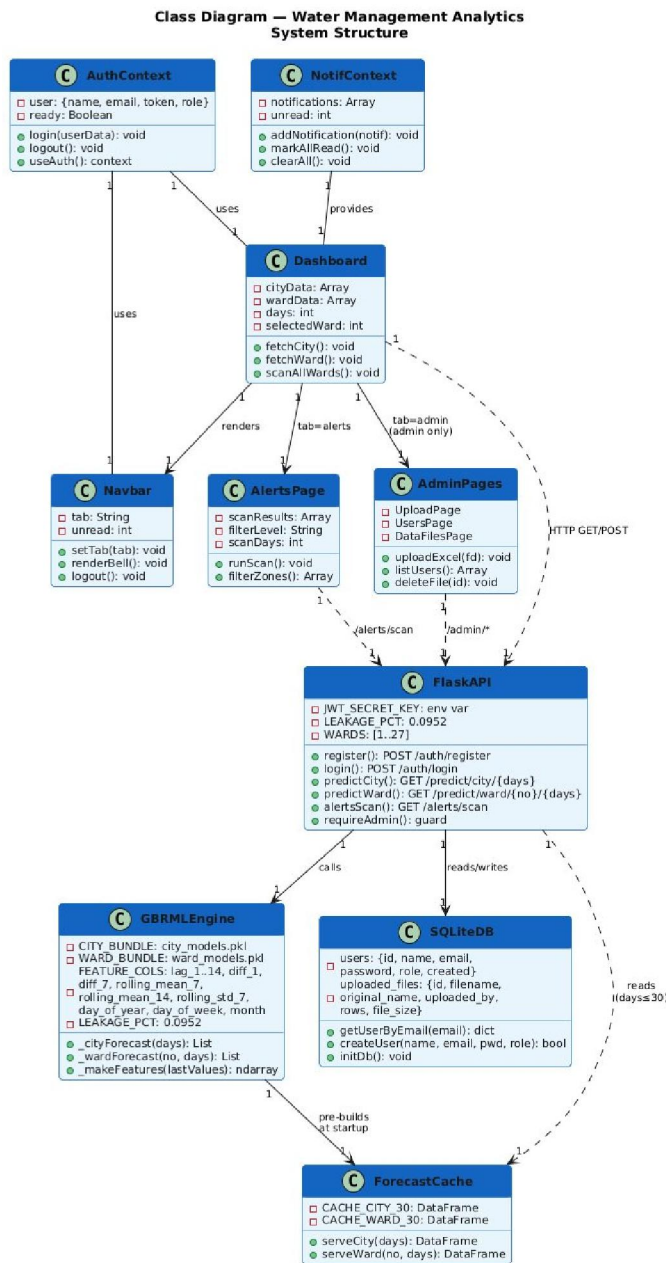 Class Diagram — Water Management Analytics
System Structure
C AuthContext
user: {name, email, token, role}
ready: Boolean
login(userData): void
logout(): void
useAuth(): context
C NotifContext
notifications: Array
unread: int
addNotification(notif): void
markAllRead(): void
clearAll(): void
1
1
1
uses
provides
1
1
C Dashboard
cityData: Array
wardData: Array
days: int
selectedWard: int
fetchCity(): void
fetchWard(): void
scanAllWards(): void
uses
1
1
1
1
renders
tab=alerts
tab=admin
(admin only)
1
1
1
1
C Navbar
tab: String
unread: int
setTab(tab): void
renderBell(): void
logout(): void
C AlertsPage
scanResults: Array
filterLevel: String
scanDays: int
runScan(): void
filterZones(): Array
C AdminPages
UploadPage
UsersPage
DataFilesPage
uploadExcel(fd): void
listUsers(): Array
deleteFile(id): void
HTTP GET/POST
1
1
/alerts/scan
/admin/*
1
1
1
C FlaskAPI
JWT_SECRET_KEY: env var
LEAKAGE_PCT: 0.0952
WARDS: [1..27]
register(): POST /auth/register
login(): POST /auth/login
predictCity(): GET /predict/city/{days}
predictWard(): GET /predict/ward/{no}/{days}
alertsScan(): GET /alerts/scan
requireAdmin(): guard
1
1
1
calls
reads/writes
1
1
C GBRMLEngine
CITY_BUNDLE: city_models.pkl
WARD_BUNDLE: ward_models.pkl
FEATURE_COLS: lag_1..14, diff_1,
diff_7, rolling_mean_7,
rolling_mean_14, rolling_std_7,
day_of_year, day_of_week, month
LEAKAGE_PCT: 0.0952
_cityForecast(days): List
_wardForecast(no, days): List
_makeFeatures(lastValues): ndarray
C SQLiteDB
users: {id, name, email,
password, role, created}
uploaded_files: {id, filename,
original_name, uploaded_by,
rows, file_size}
getUserByEmail(email): dict
createUser(name, email, pwd, role): bool
initDb(): void
reads
(days≤30)
1
pre-builds
at startup
1
1
C ForecastCache
CACHE_CITY_30: DataFrame
CACHE_WARD_30: DataFrame
serveCity(days): DataFrame
serveWard(no, days): DataFrame